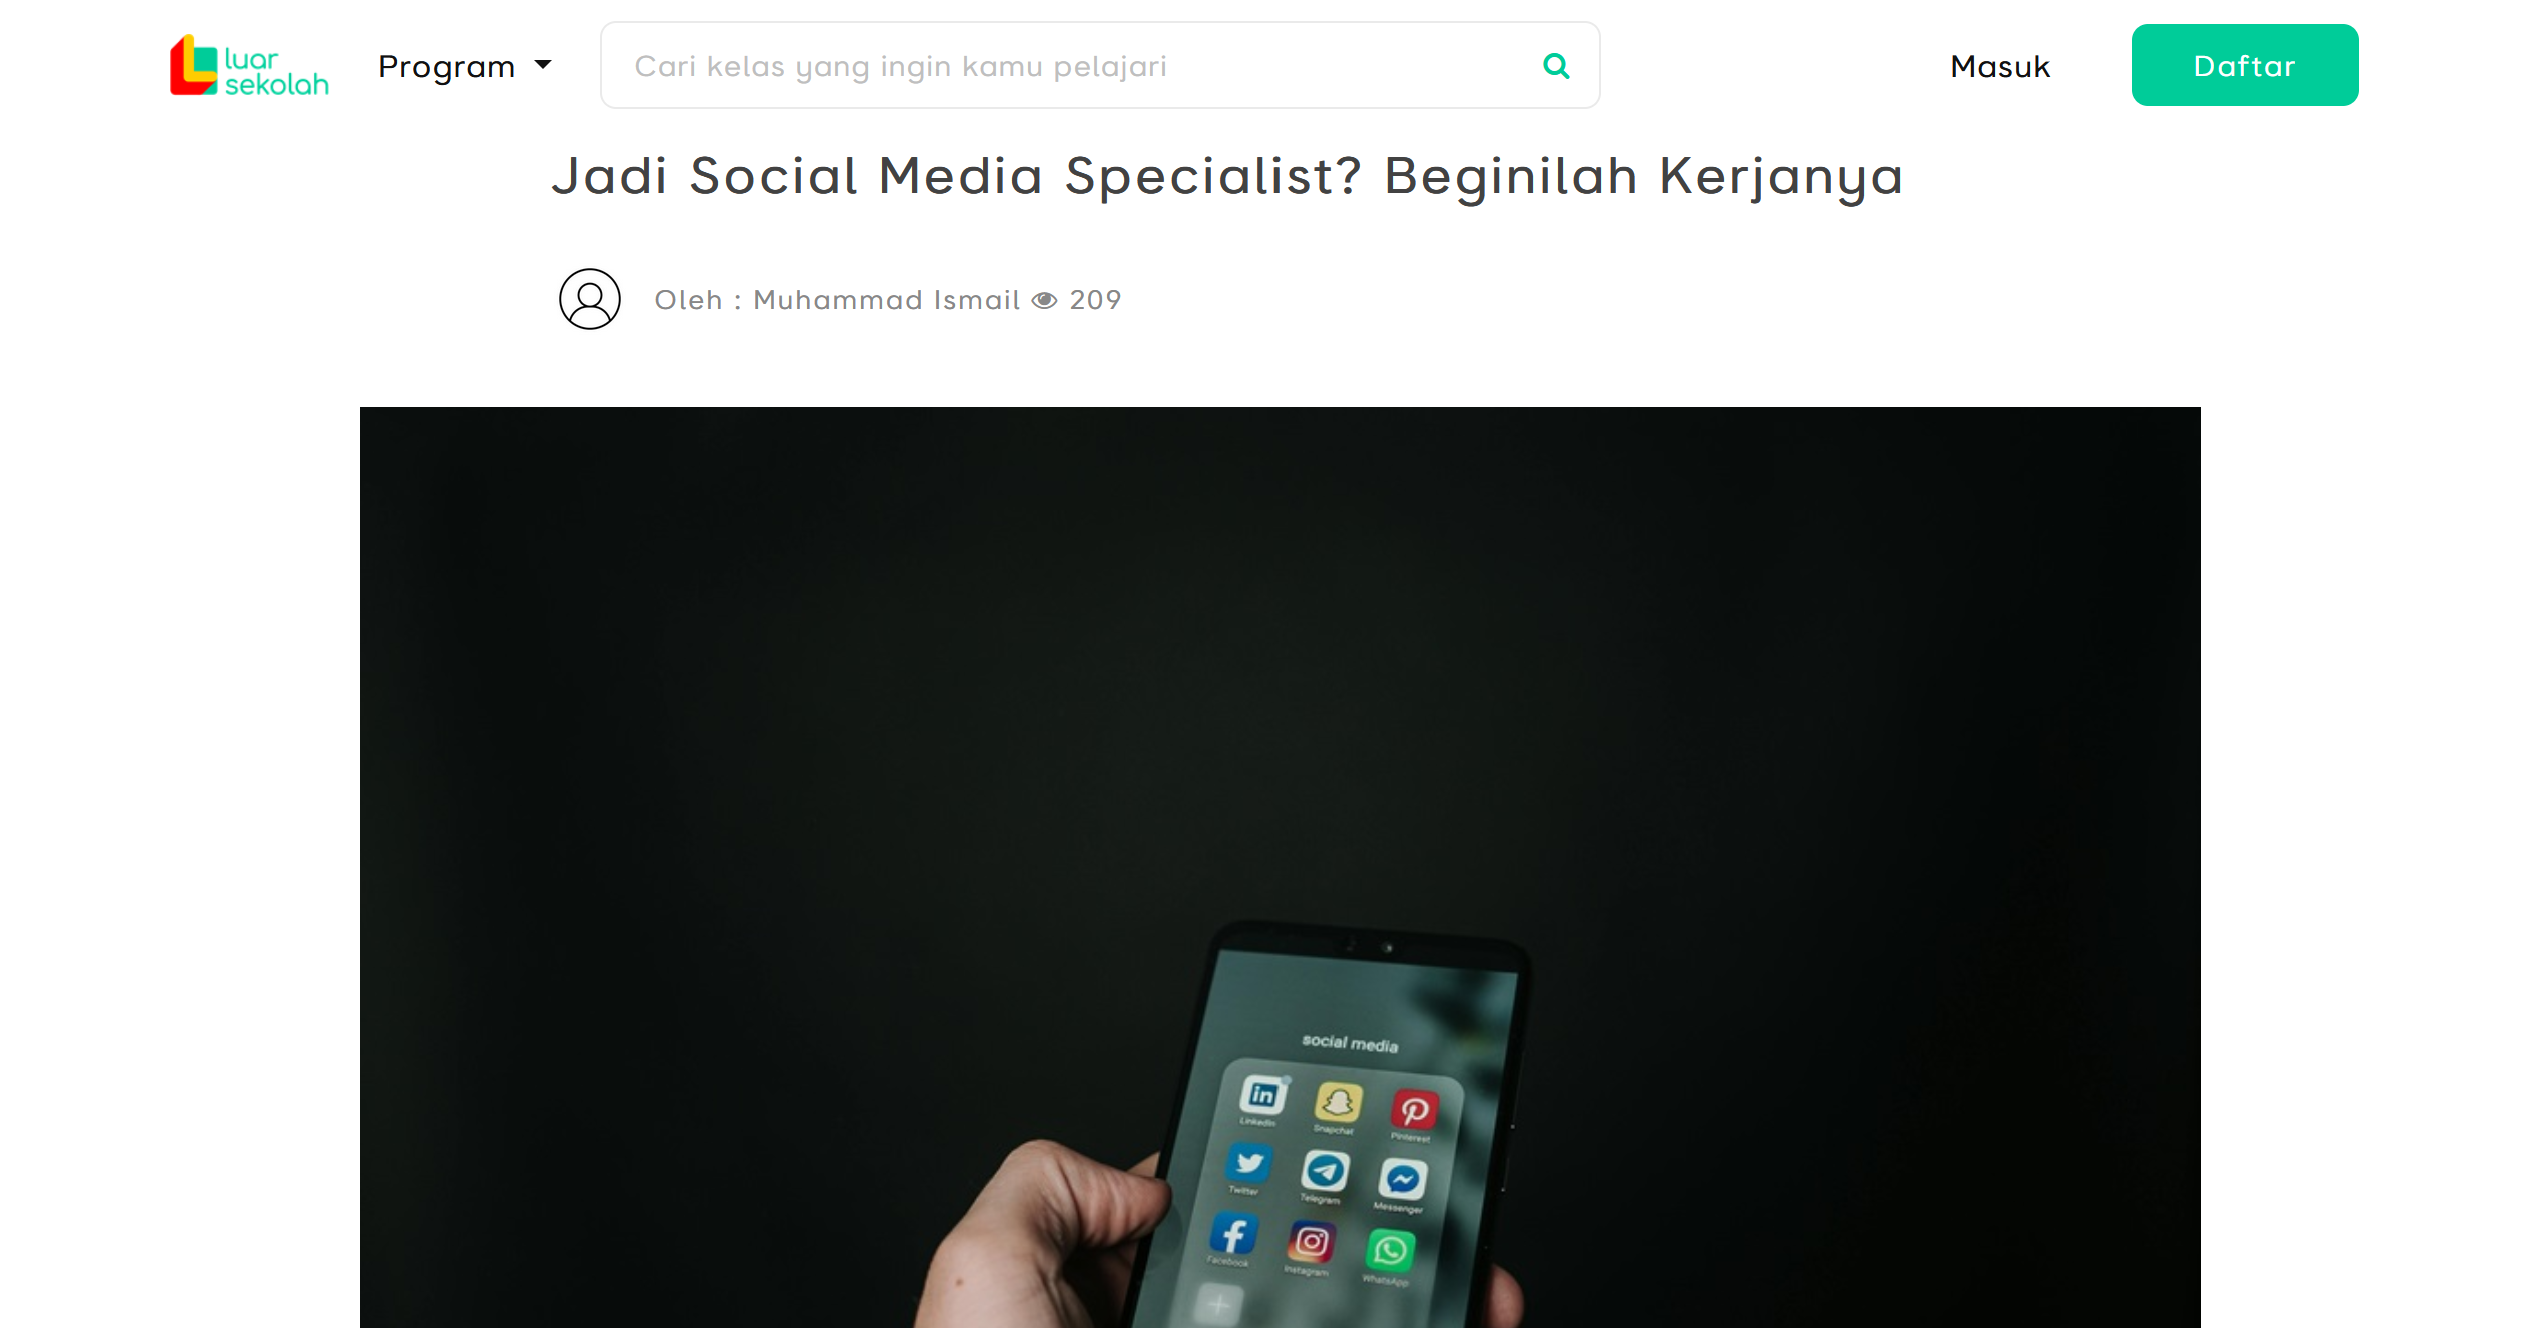 luar
sekolah
Program
Cari kelas yang ingin kamu pelajari
Masuk
Daftar
Jadi Social Media Specialist? Beginilah Kerjanya
Oleh : Muhammad Ismail 209
social media
LinkedIn
Snapchat
Pinterest
Twitter
Telegram
Messenger
Facebook
Instagram
WhatsApp